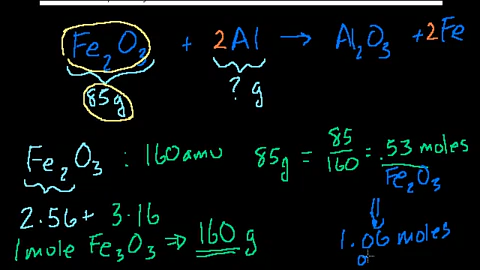 Fe2O3 + 2Al → Al2O3 + 2Fe
85g ? g
Fe2O3 : 160amu 85g = 85/160 = .53 moles
Fe2O3
2.56+ 3.16
1 mole Fe3O3 ⇒ 160 g 1.06 moles
o